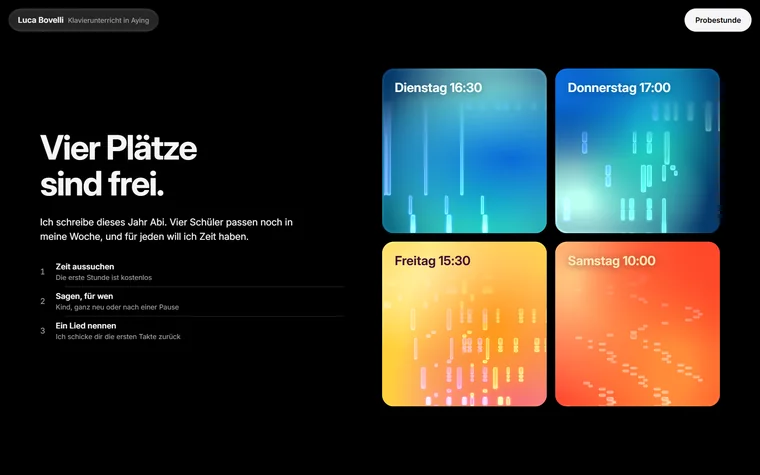 Luca Bovelli Klavierunterricht in Aying
Probestunde
Vier Plätze
sind frei.
Ich schreibe dieses Jahr Abi. Vier Schüler passen noch in
meine Woche, und für jeden will ich Zeit haben.
1 Zeit aussuchen
Die erste Stunde ist kostenlos
2 Sagen, für wen
Kind, ganz neu oder nach einer Pause
3 Ein Lied nennen
Ich schicke dir die ersten Takte zurück
Dienstag 16:30
Donnerstag 17:00
Freitag 15:30
Samstag 10:00